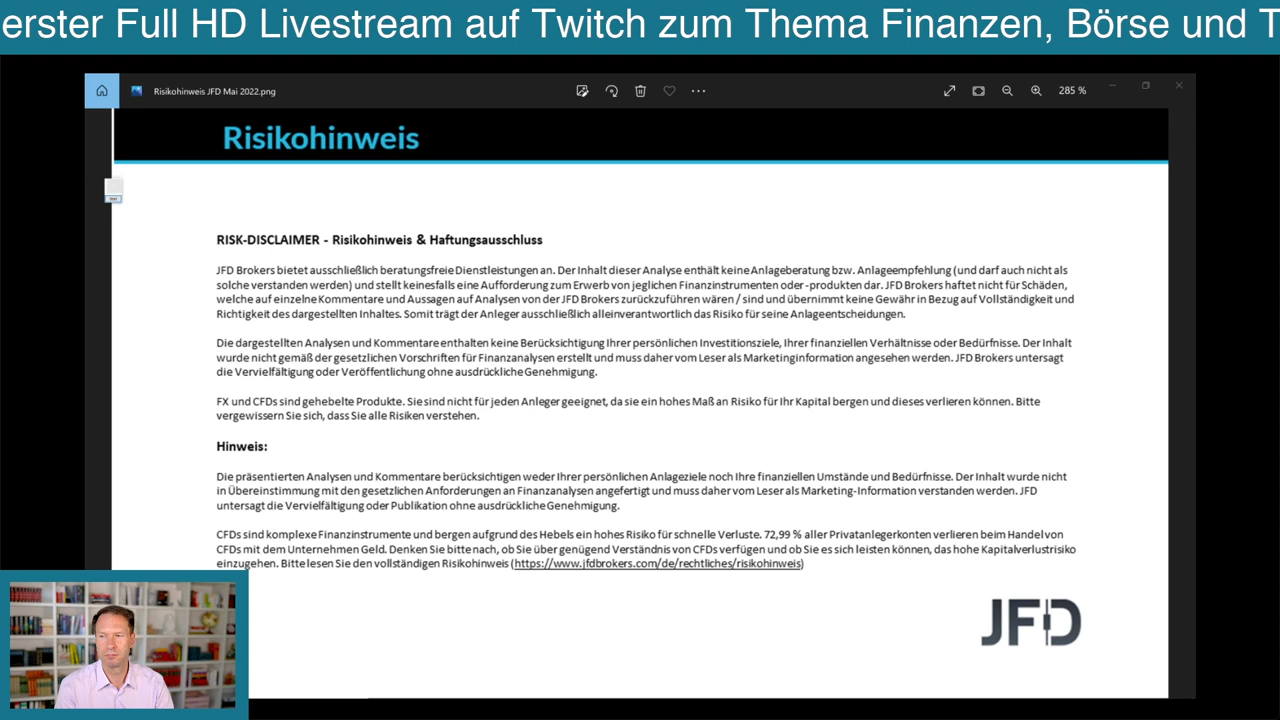 erster Full HD Livestream auf Twitch zum Thema Finanzen, Börse und T
Risikohinweis JFD Mai 2022.png
285 %
Risikohinweis
RISK-DISCLAIMER - Risikohinweis & Haftungsausschluss
JFD Brokers bietet ausschließlich beratungsfreie Dienstleistungen an. Der Inhalt dieser Analyse enthält keine Anlageberatung bzw. Anlageempfehlung (und darf auch nicht als
solche verstanden werden) und stellt keinesfalls eine Aufforderung zum Erwerb von jeglichen Finanzinstrumenten oder -produkten dar. JFD Brokers haftet nicht für Schäden,
welche auf einzelne Kommentare und Aussagen auf Analysen von der JFD Brokers zurückzuführen wären / sind und übernimmt keine Gewähr in Bezug auf Vollständigkeit und
Richtigkeit des dargestellten Inhaltes. Somit trägt der Anleger ausschließlich alleinverantwortlich das Risiko für seine Anlageentscheidungen.
Die dargestellten Analysen und Kommentare enthalten keine Berücksichtigung Ihrer persönlichen Investitionsziele, Ihrer finanziellen Verhältnisse oder Bedürfnisse. Der Inhalt
wurde nicht gemäß der gesetzlichen Vorschriften für Finanzanalysen erstellt und muss daher vom Leser als Marketinginformation angesehen werden. JFD Brokers untersagt
die Vervielfältigung oder Veröffentlichung ohne ausdrückliche Genehmigung.
FX und CFDs sind gehebelte Produkte. Sie sind nicht für jeden Anleger geeignet, da sie ein hohes Maß an Risiko für Ihr Kapital bergen und dieses verlieren können. Bitte
vergewissern Sie sich, dass Sie alle Risiken verstehen.
Hinweis:
Die präsentierten Analysen und Kommentare berücksichtigen weder Ihrer persönlichen Anlageziele noch Ihre finanziellen Umstände und Bedürfnisse. Der Inhalt wurde nicht
in Übereinstimmung mit den gesetzlichen Anforderungen an Finanzanalysen angefertigt und muss daher vom Leser als Marketing-Information verstanden werden. JFD
untersagt die Vervielfältigung oder Publikation ohne ausdrückliche Genehmigung.
CFDs sind komplexe Finanzinstrumente und bergen aufgrund des Hebels ein hohes Risiko für schnelle Verluste. 72,99 % aller Privatanlegerkonten verlieren beim Handel von
CFDs mit dem Unternehmen Geld. Denken Sie bitte nach, ob Sie über genügend Verständnis von CFDs verfügen und ob Sie es sich leisten können, das hohe Kapitalverlustrisiko
einzugehen. Bitte lesen Sie den vollständigen Risikohinweis (https://www.jfdbrokers.com/de/rechtliches/risikohinweis)
JFD